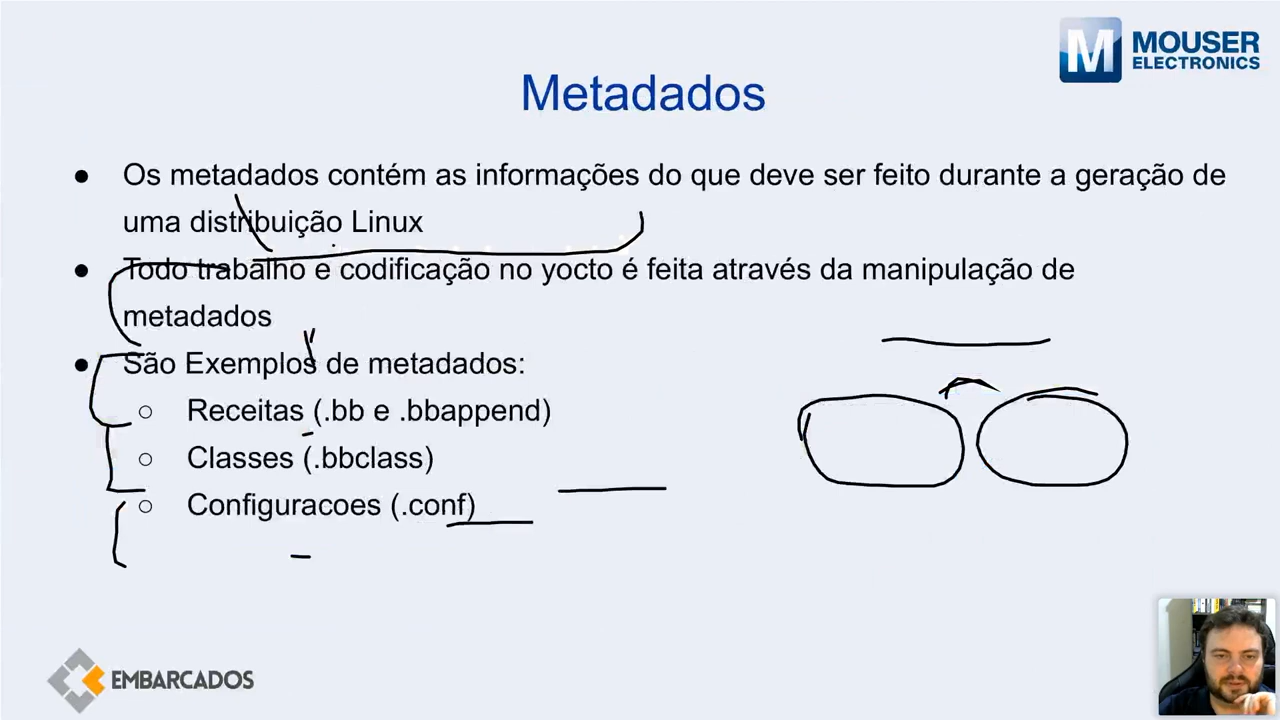 M MOUSER
ELECTRONICS
Metadados
● Os metadados contém as informações do que deve ser feito durante a geração de
uma distribuição Linux
● Todo trabalho e codificação no yocto é feita através da manipulação de
metadados
● São Exemplos de metadados:
○ Receitas (.bb e .bbappend)
○ Classes (.bbclass)
○ Configuracoes (.conf)
EMBARCADOS